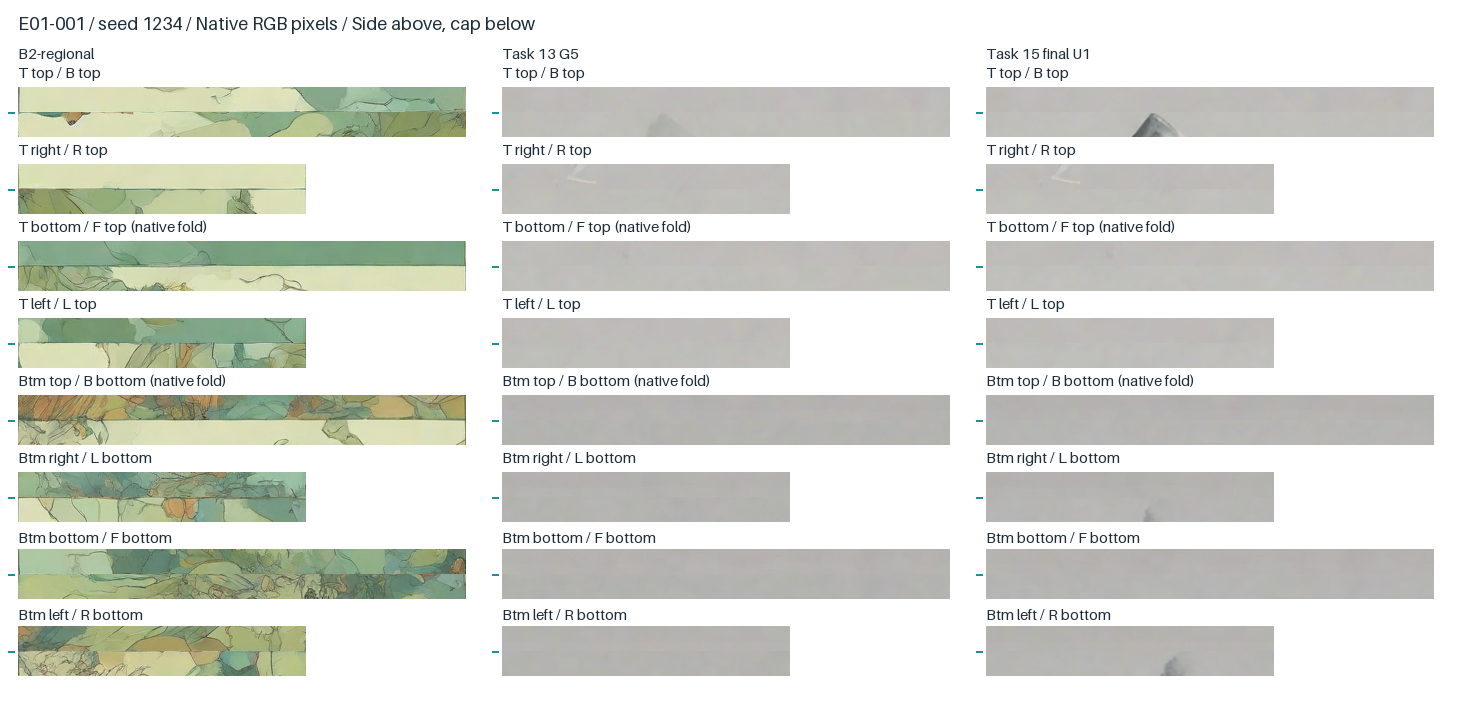 E01-001 / seed 1234 / Native RGB pixels / Side above, cap below
B2-regional
T top / B top
T right / R top
T bottom / F top (native fold)
T left / L top
Btm top / B bottom (native fold)
Btm right / L bottom
Btm bottom / F bottom
Btm left / R bottom
Task 13 G5
T top / B top
T right / R top
T bottom / F top (native fold)
T left / L top
Btm top / B bottom (native fold)
Btm right / L bottom
Btm bottom / F bottom
Btm left / R bottom
Task 15 final U1
T top / B top
T right / R top
T bottom / F top (native fold)
T left / L top
Btm top / B bottom (native fold)
Btm right / L bottom
Btm bottom / F bottom
Btm left / R bottom